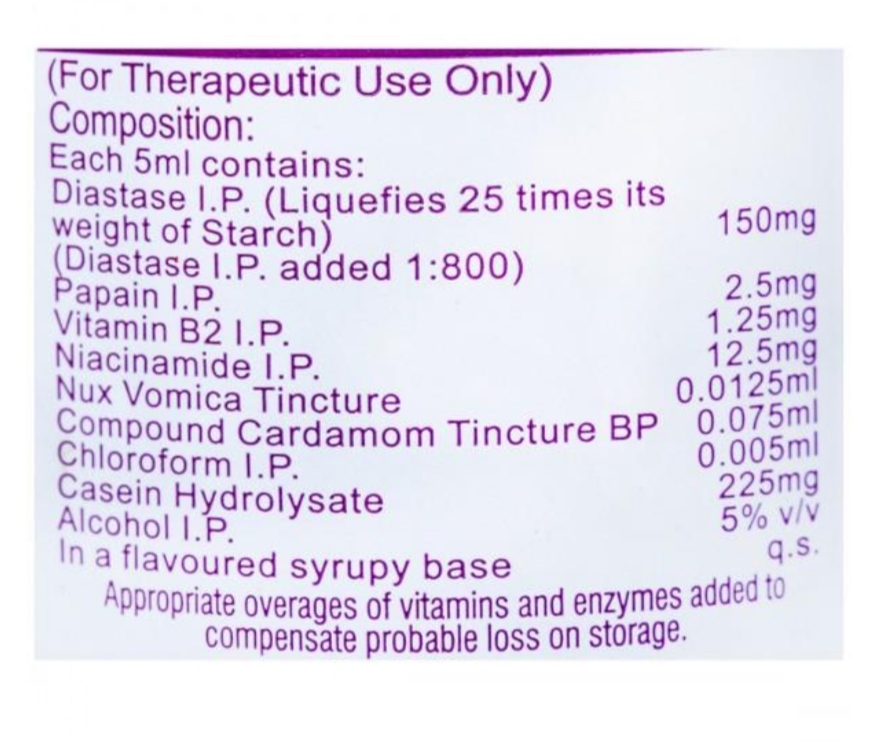 (For Therapeutic Use Only)
Composition:
Each 5ml contains:
Diastase I.P. (Liquefies 25 times its
weight of Starch) 150mg
(Diastase I.P. added 1:800)
Papain I.P. 2.5mg
Vitamin B2 I.P. 1.25mg
Niacinamide I.P. 12.5mg
Nux Vomica Tincture 0.0125ml
Compound Cardamom Tincture BP 0.075ml
Chloroform I.P. 0.005ml
Casein Hydrolysate 225mg
Alcohol I.P. 5% v/v
In a flavoured syrupy base q.s.
Appropriate overages of vitamins and enzymes added to
compensate probable loss on storage.